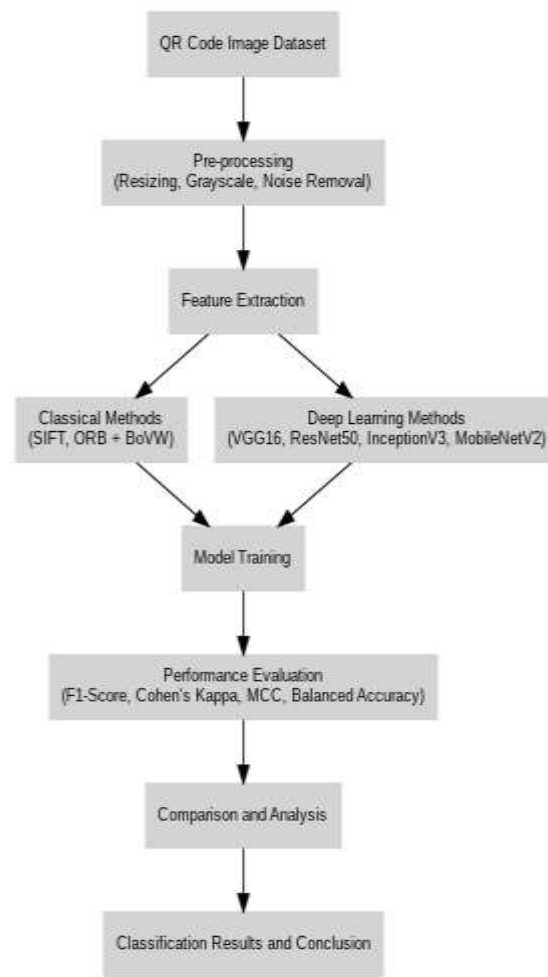 QR Code Image Dataset
Pre-processing
(Resizing, Grayscale, Noise Removal)
Feature Extraction
Classical Methods
(SIFT, ORB + BoVW)
Deep Learning Methods
(VGG16, ResNet50, InceptionV3, MobileNetV2)
Model Training
Performance Evaluation
(F1-Score, Cohen's Kappa, MCC, Balanced Accuracy)
Comparison and Analysis
Classification Results and Conclusion